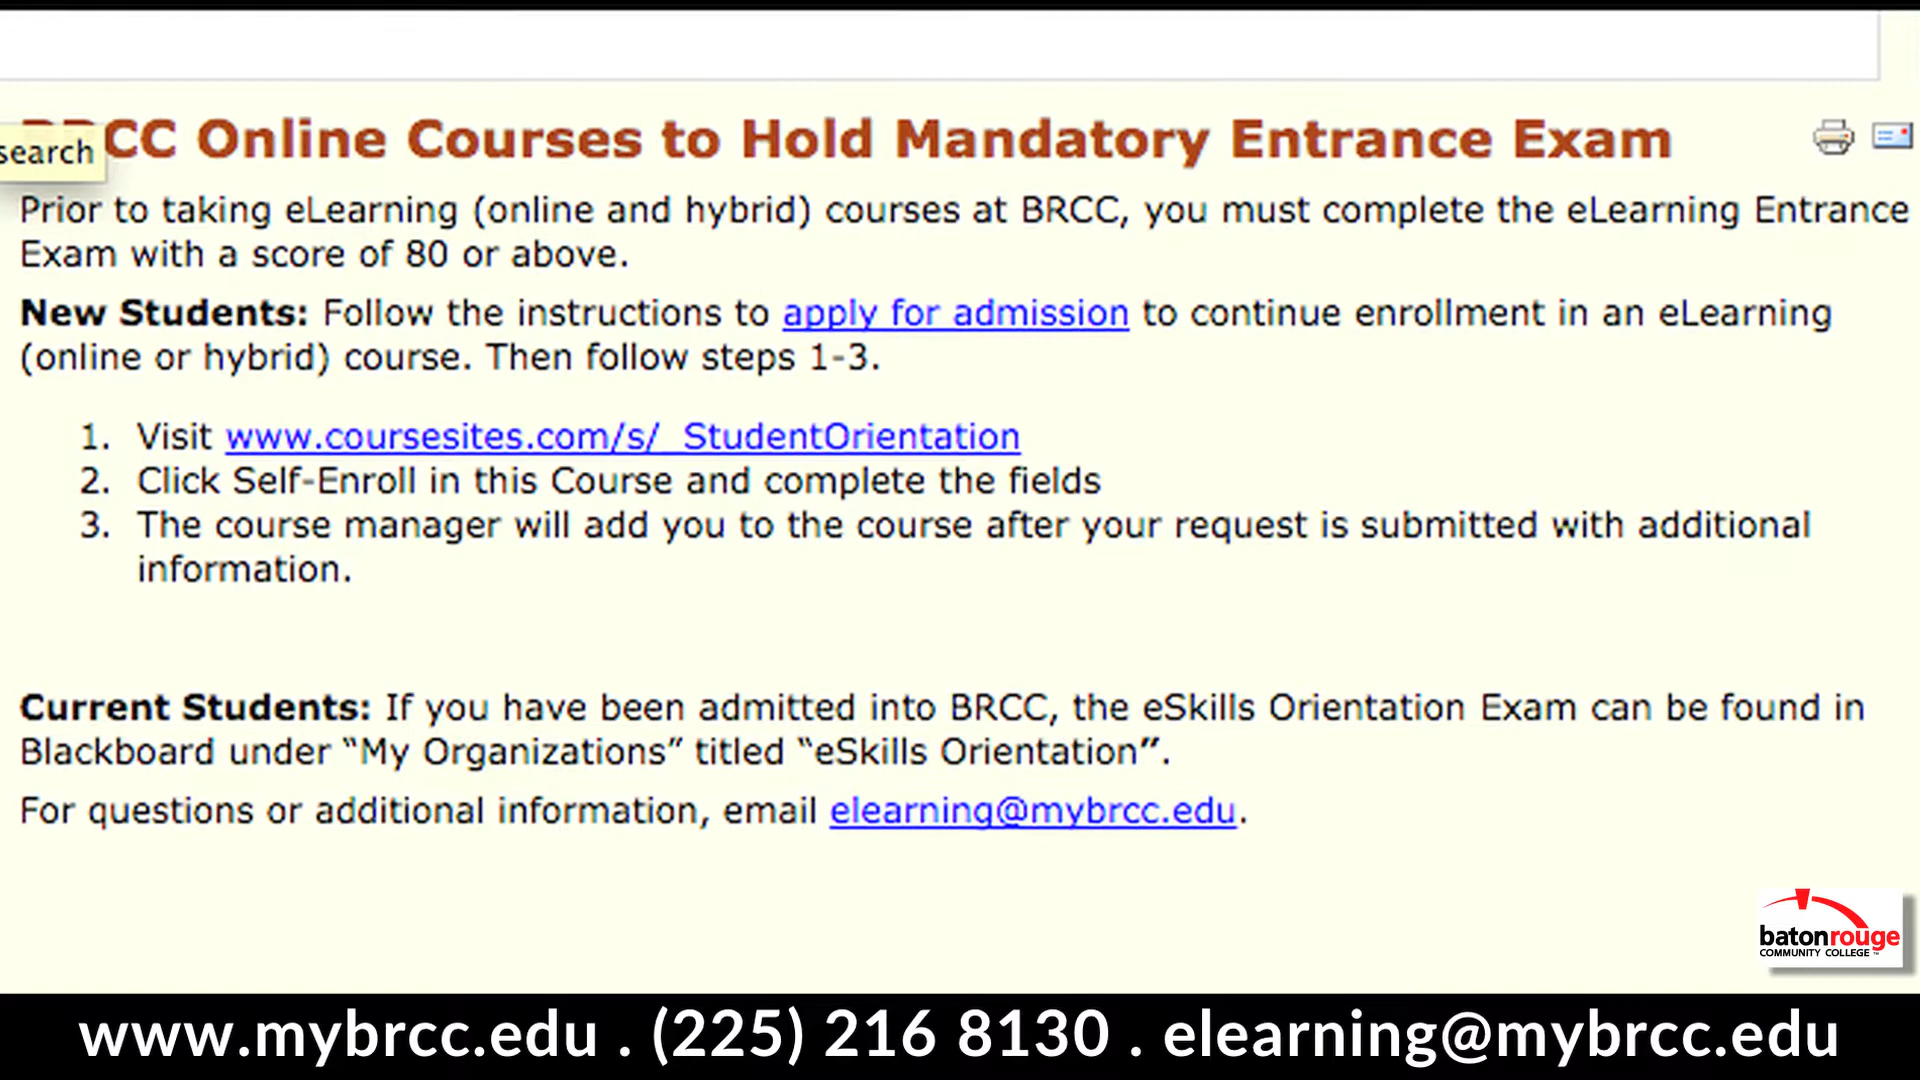 BRCC Online Courses to Hold Mandatory Entrance Exam
search
Prior to taking eLearning (online and hybrid) courses at BRCC, you must complete the eLearning Entrance
Exam with a score of 80 or above.
New Students: Follow the instructions to apply for admission to continue enrollment in an eLearning
(online or hybrid) course. Then follow steps 1-3.
1. Visit www.coursesites.com/s/_StudentOrientation
2. Click Self-Enroll in this Course and complete the fields
3. The course manager will add you to the course after your request is submitted with additional
information.
Current Students: If you have been admitted into BRCC, the eSkills Orientation Exam can be found in
Blackboard under “My Organizations” titled “eSkills Orientation”.
For questions or additional information, email elearning@mybrcc.edu.
batonrouge
COMMUNITY COLLEGE™
www.mybrcc.edu . (225) 216 8130 . elearning@mybrcc.edu